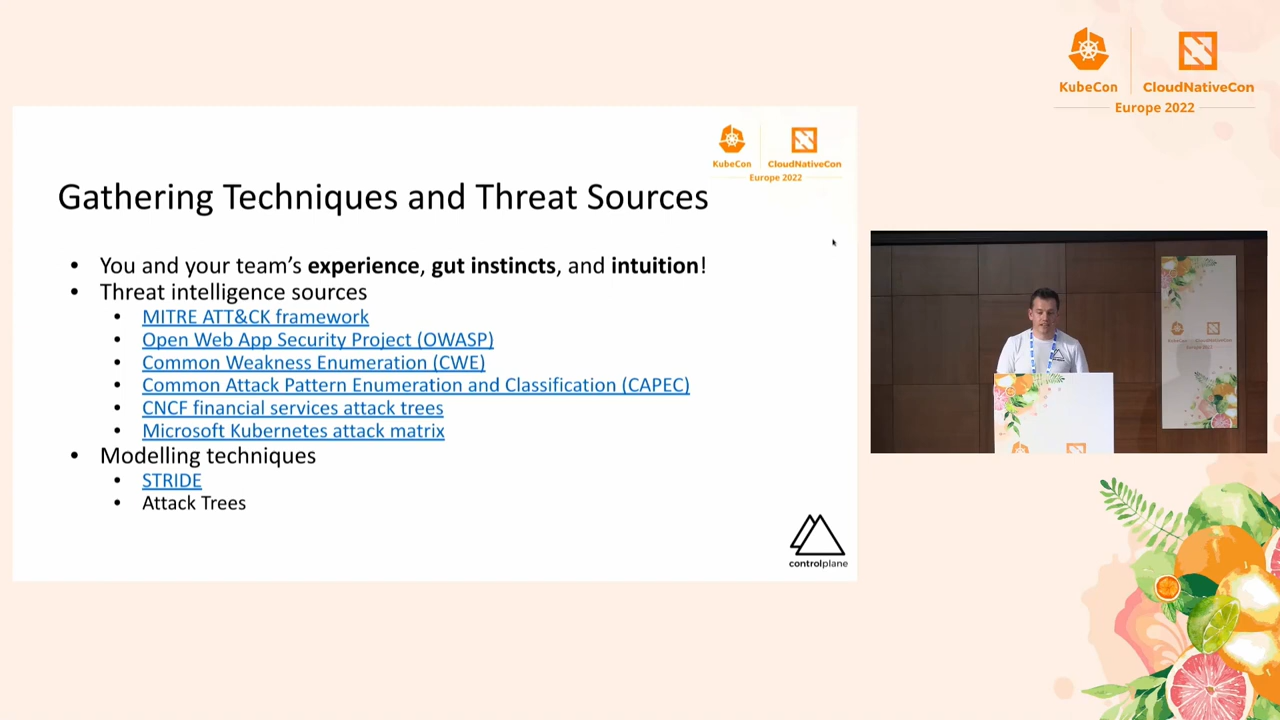 KubeCon
CloudNativeCon
Europe 2022
KubeCon
CloudNativeCon
Europe 2022
Gathering Techniques and Threat Sources
• You and your team's experience, gut instincts, and intuition!
• Threat intelligence sources
• MITRE ATT&CK framework
• Open Web App Security Project (OWASP)
• Common Weakness Enumeration (CWE)
• Common Attack Pattern Enumeration and Classification (CAPEC)
• CNCF financial services attack trees
• Microsoft Kubernetes attack matrix
• Modelling techniques
• STRIDE
• Attack Trees
controlplane